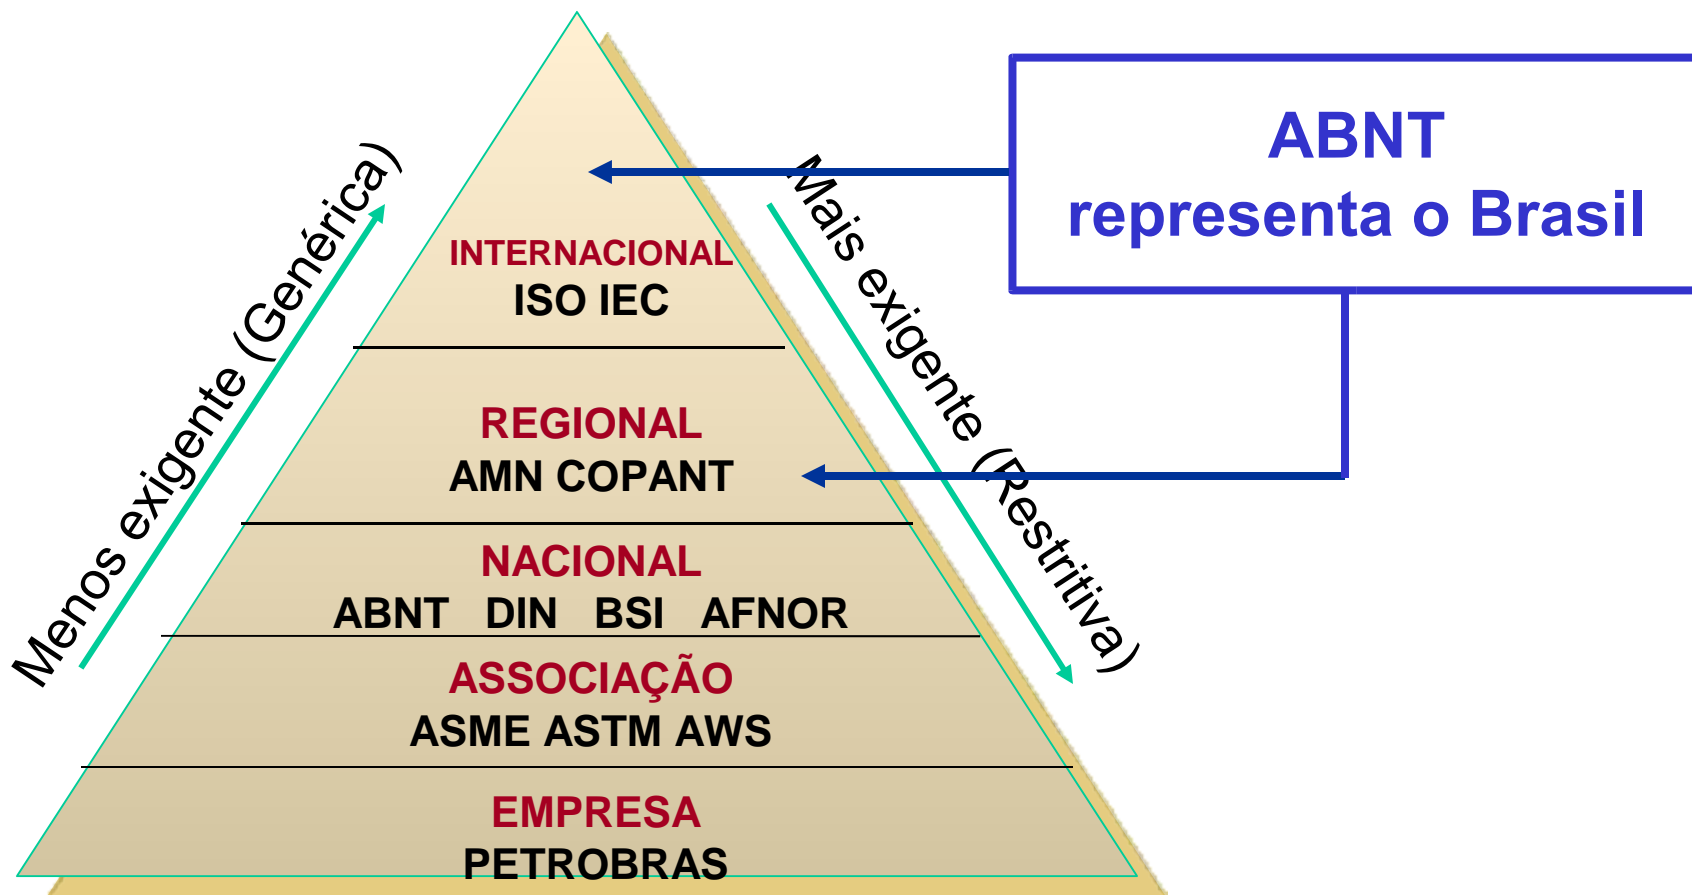 ABNT
representa o Brasil
Menos exigente (Genérica)
Mais exigente (Restritiva)
INTERNACIONAL
ISO IEC
REGIONAL
AMN COPANT
NACIONAL
ABNT DIN BSI AFNOR
ASSOCIAÇÃO
ASME ASTM AWS
EMPRESA
PETROBRAS